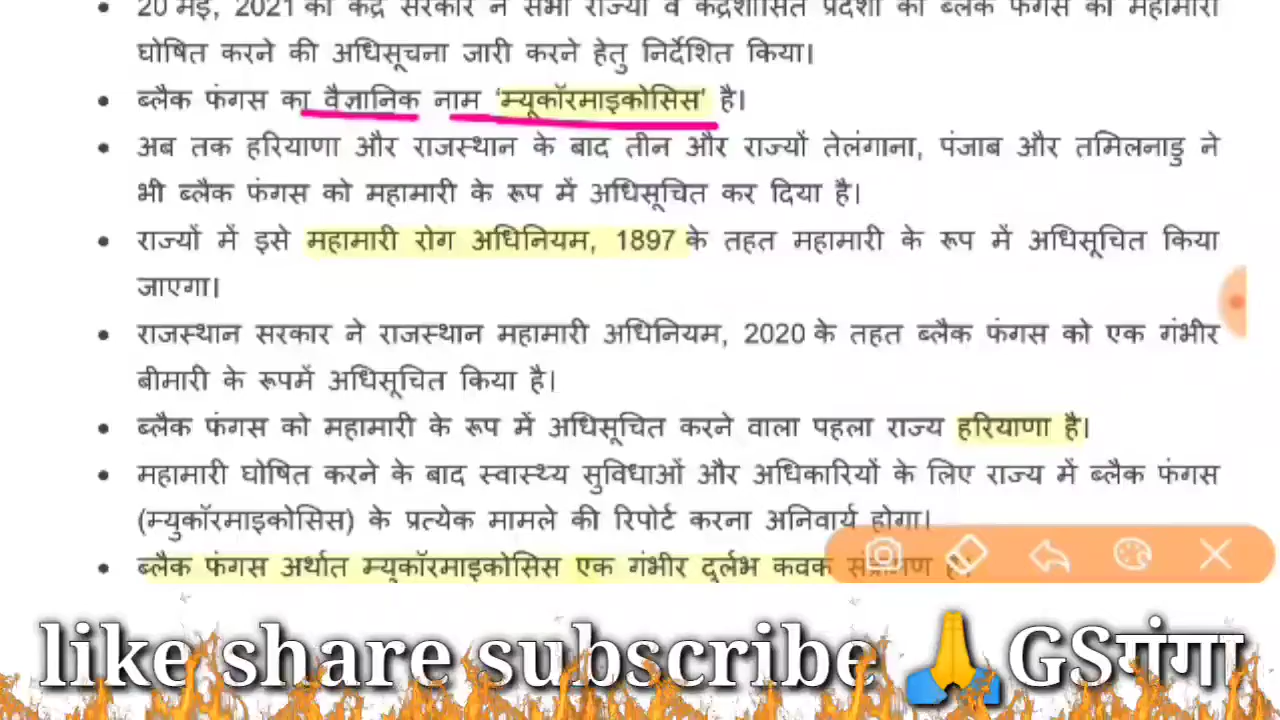 20 मई, 2021 को केंद्र सरकार ने सभी राज्यों व केंद्रशासित प्रदेशों को ब्लैक फंगस को महामारी
घोषित करने की अधिसूचना जारी करने हेतु निर्देशित किया।
ब्लैक फंगस का वैज्ञानिक नाम ‘म्यूकॉरमाइकोसिस’ है।
अब तक हरियाणा और राजस्थान के बाद तीन और राज्यों तेलंगाना, पंजाब और तमिलनाडु ने
भी ब्लैक फंगस को महामारी के रूप में अधिसूचित कर दिया है।
राज्यों में इसे महामारी रोग अधिनियम, 1897 के तहत महामारी के रूप में अधिसूचित किया
जाएगा।
राजस्थान सरकार ने राजस्थान महामारी अधिनियम, 2020 के तहत ब्लैक फंगस को एक गंभीर
बीमारी के रूपमें अधिसूचित किया है।
ब्लैक फंगस को महामारी के रूप में अधिसूचित करने वाला पहला राज्य हरियाणा है।
महामारी घोषित करने के बाद स्वास्थ्य सुविधाओं और अधिकारियों के लिए राज्य में ब्लैक फंगस
(म्युकॉरमाइकोसिस) के प्रत्येक मामले की रिपोर्ट करना अनिवार्य होगा।
ब्लैक फंगस अर्थात म्यूकॉरमाइकोसिस एक गंभीर दुर्लभ कवक संक्रमण है।
like share subscribe 🙏 GSगंगा